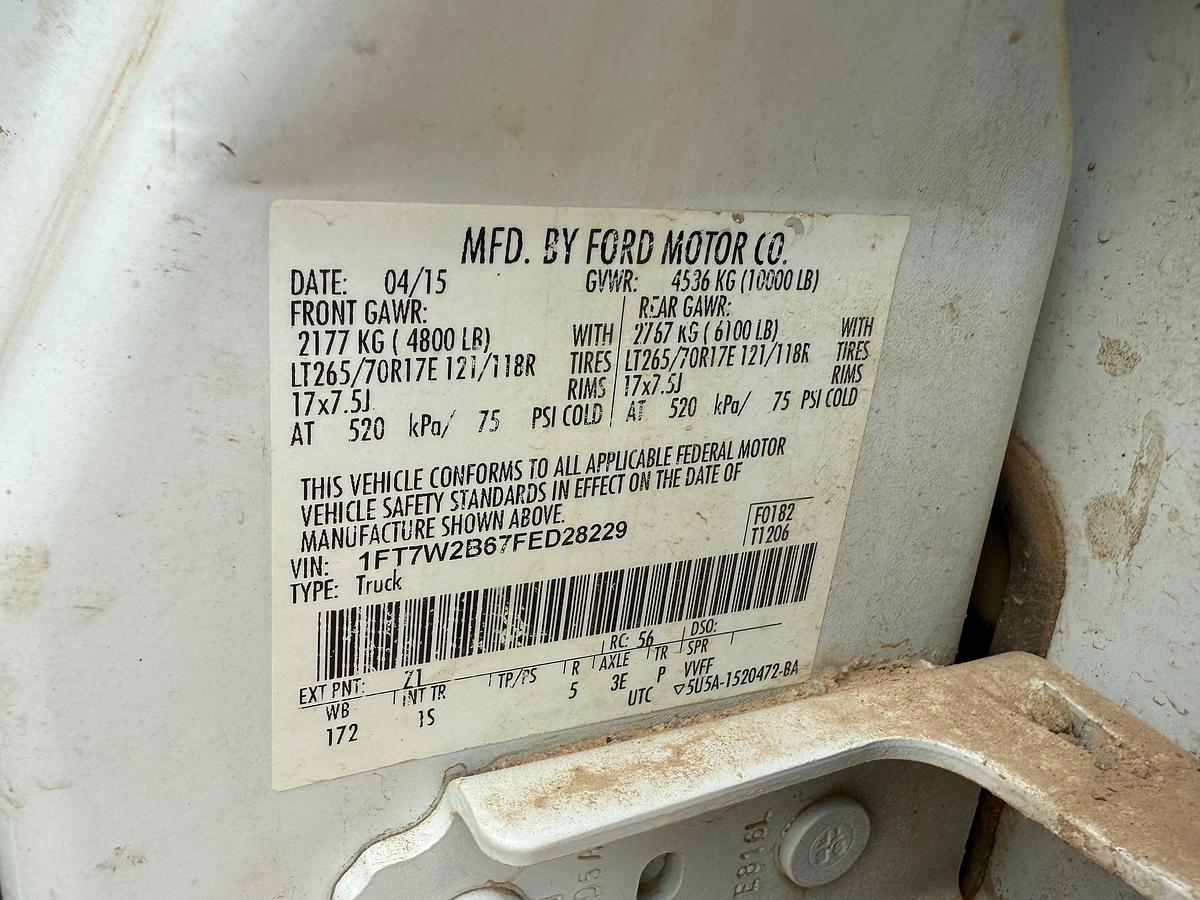 MFD. BY FORD MOTOR CO.
DATE: 04/15 GVWR: 4536 KG (10000 LB)
FRONT GAWR: REAR GAWR:
2177 KG ( 4800 LB) WITH 2767 KG ( 6100 LB) WITH
LT265/70R17E 121/118R TIRES LT265/70R17E 121/118R TIRES
17x7.5J RIMS 17x7.5J RIMS
AT 520 kPa/ 75 PSI COLD AT 520 kPa/ 75 PSI COLD
THIS VEHICLE CONFORMS TO ALL APPLICABLE FEDERAL MOTOR
VEHICLE SAFETY STANDARDS IN EFFECT ON THE DATE OF
MANUFACTURE SHOWN ABOVE.
F0182
VIN: 1FT7W2B67FED28229
T1206
TYPE: Truck
EXT PNT: Z1 RC: 56 DSO:
WB INT TR TP/PS R AXLE TR SPR
172 1S 5 3E P VVFF
UTC ▽5U5A-1520472-BA
E816L